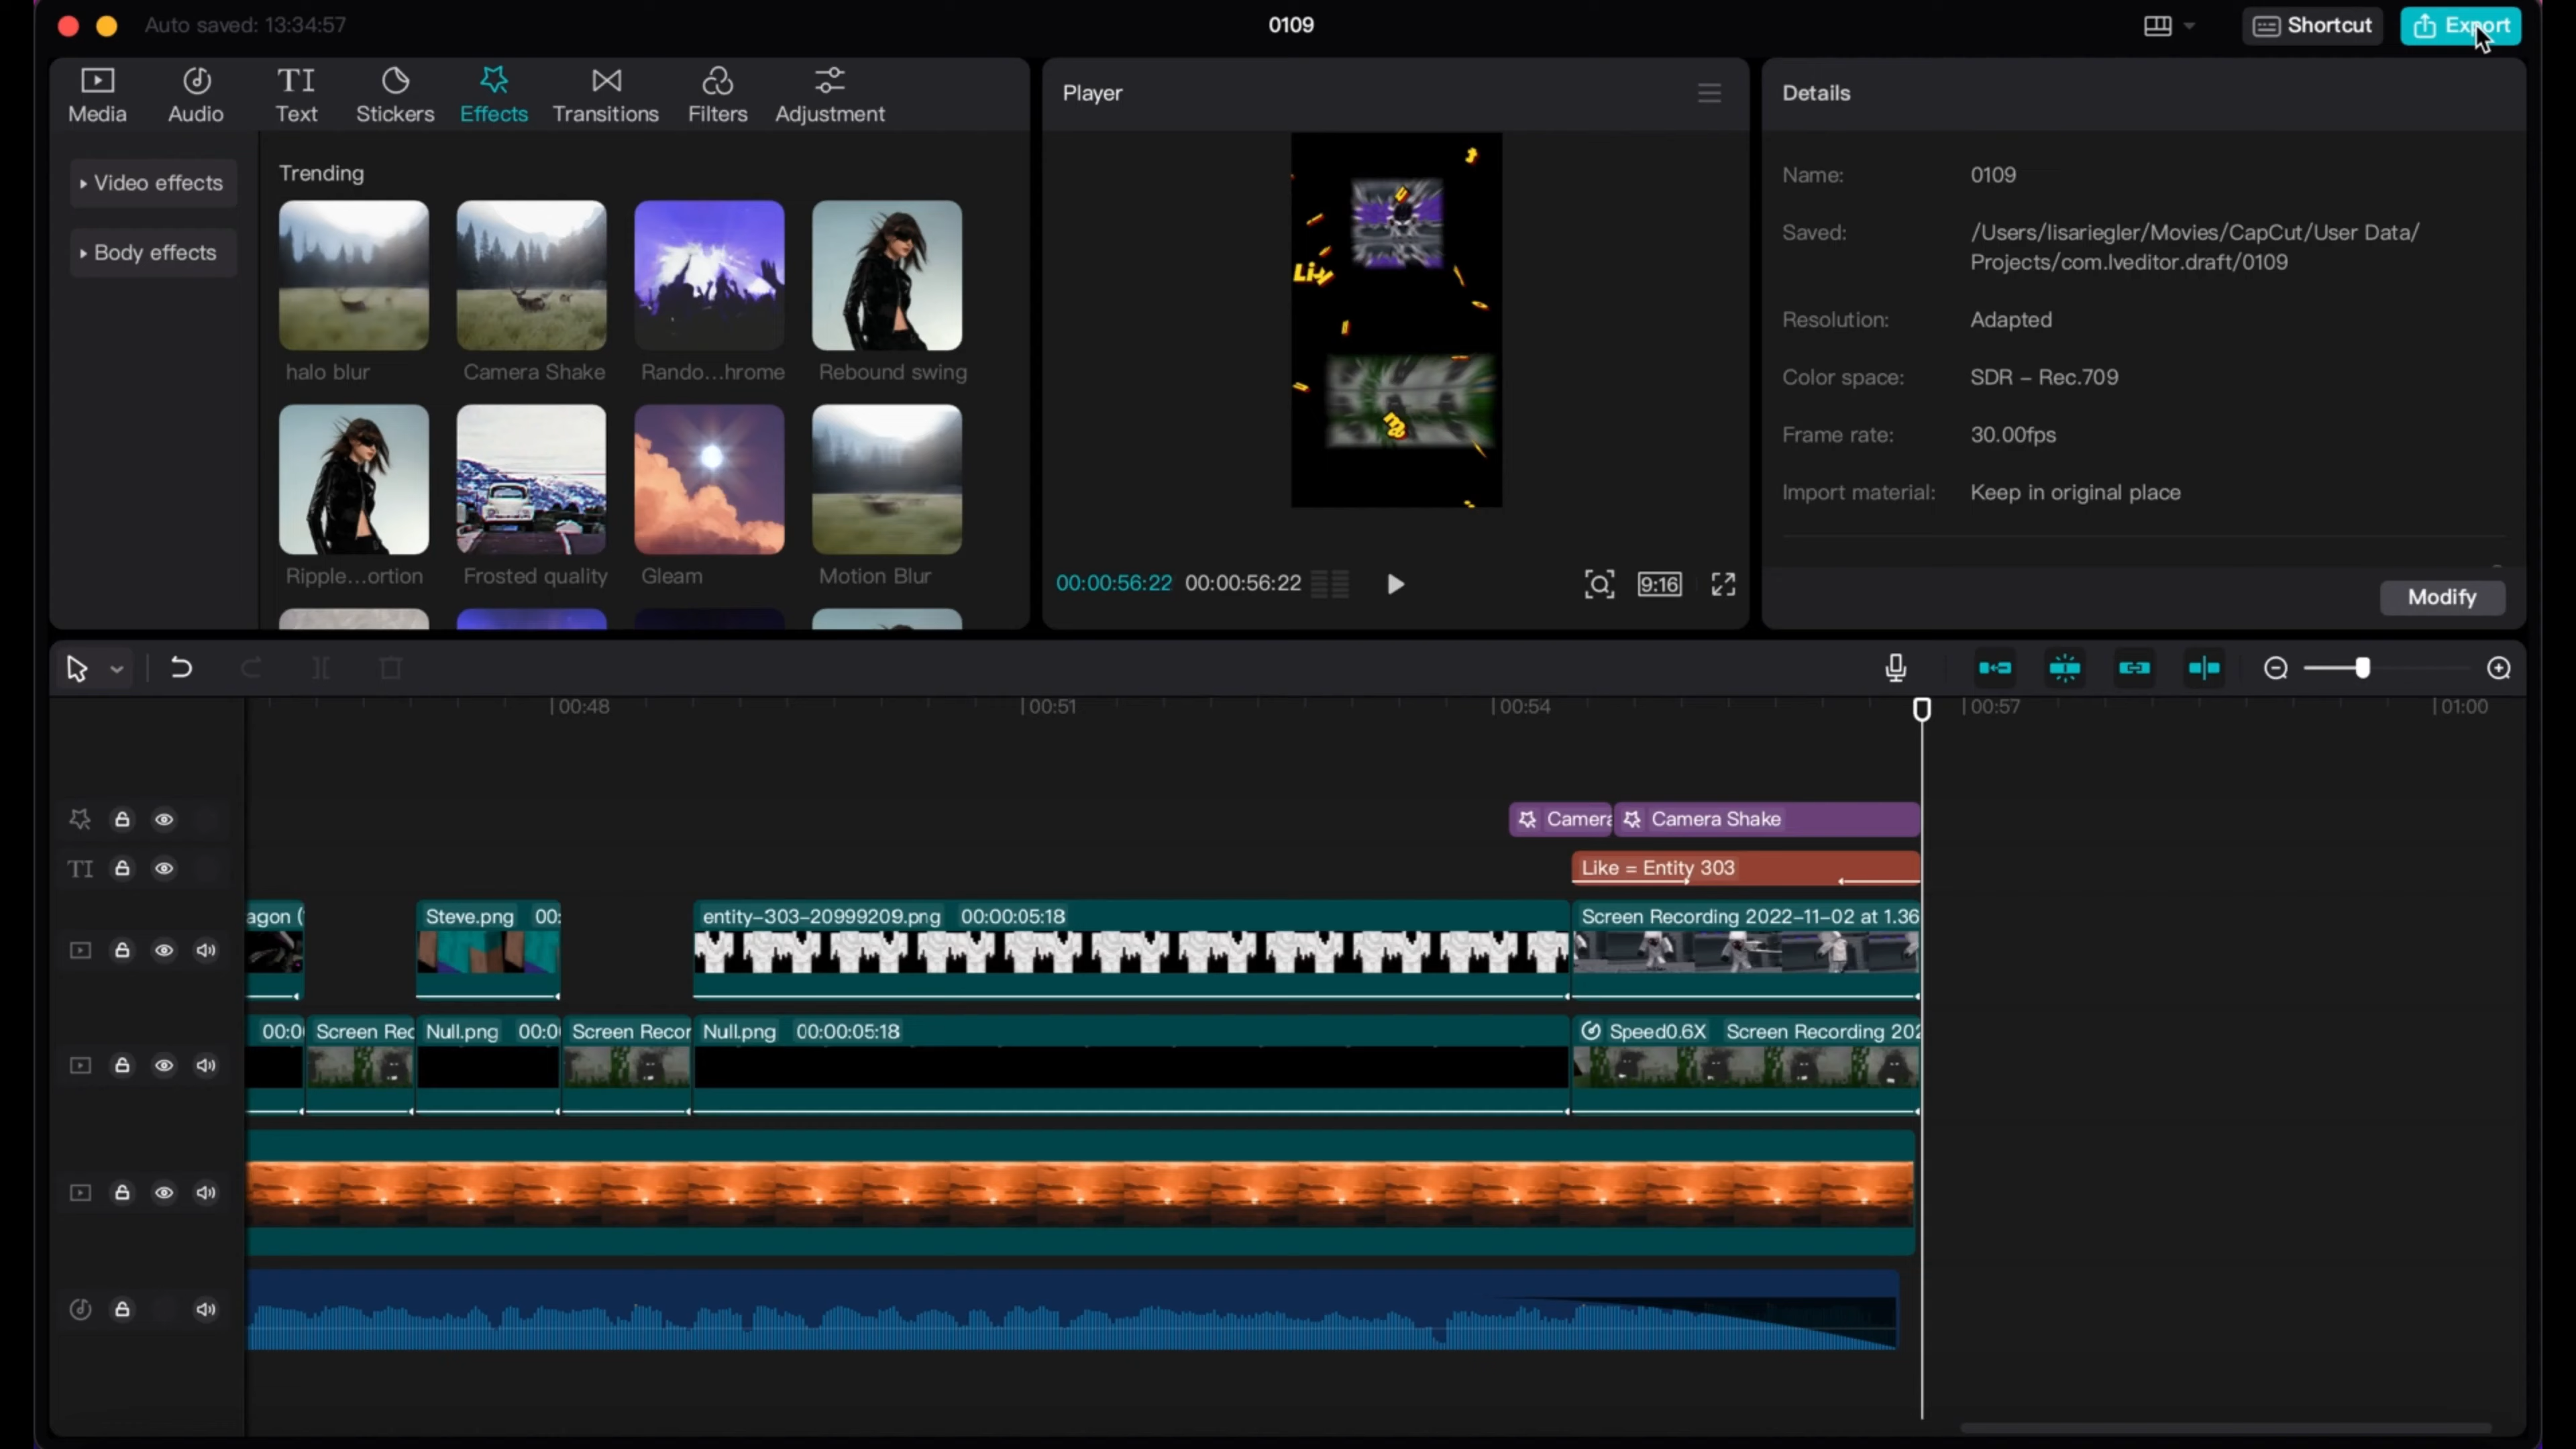 Auto saved: 13:34:57
0109
Shortcut
Export
Media
Audio
Text
Stickers
Effects
Transitions
Filters
Adjustment
Video effects
Body effects
Trending
halo blur
Camera Shake
Rando...hrome
Rebound swing
Ripple...ortion
Frosted quality
Gleam
Motion Blur
Player
00:00:56:22 00:00:56:22
9:16
Details
Name: 0109
Saved: /Users/lisariegler/Movies/CapCut/User Data/
Projects/com.lveditor.draft/0109
Resolution: Adapted
Color space: SDR – Rec.709
Frame rate: 30.00fps
Import material: Keep in original place
Modify
00:48
00:51
00:54
00:57
01:00
Camera
Camera Shake
TI
Like = Entity 303
agon (
Steve.png 00:
entity-303-20999209.png 00:00:05:18
Screen Recording 2022-11-02 at 1.36
00:0
Screen Rec
Null.png 00:0
Screen Recor
Null.png 00:00:05:18
Speed0.6X Screen Recording 202